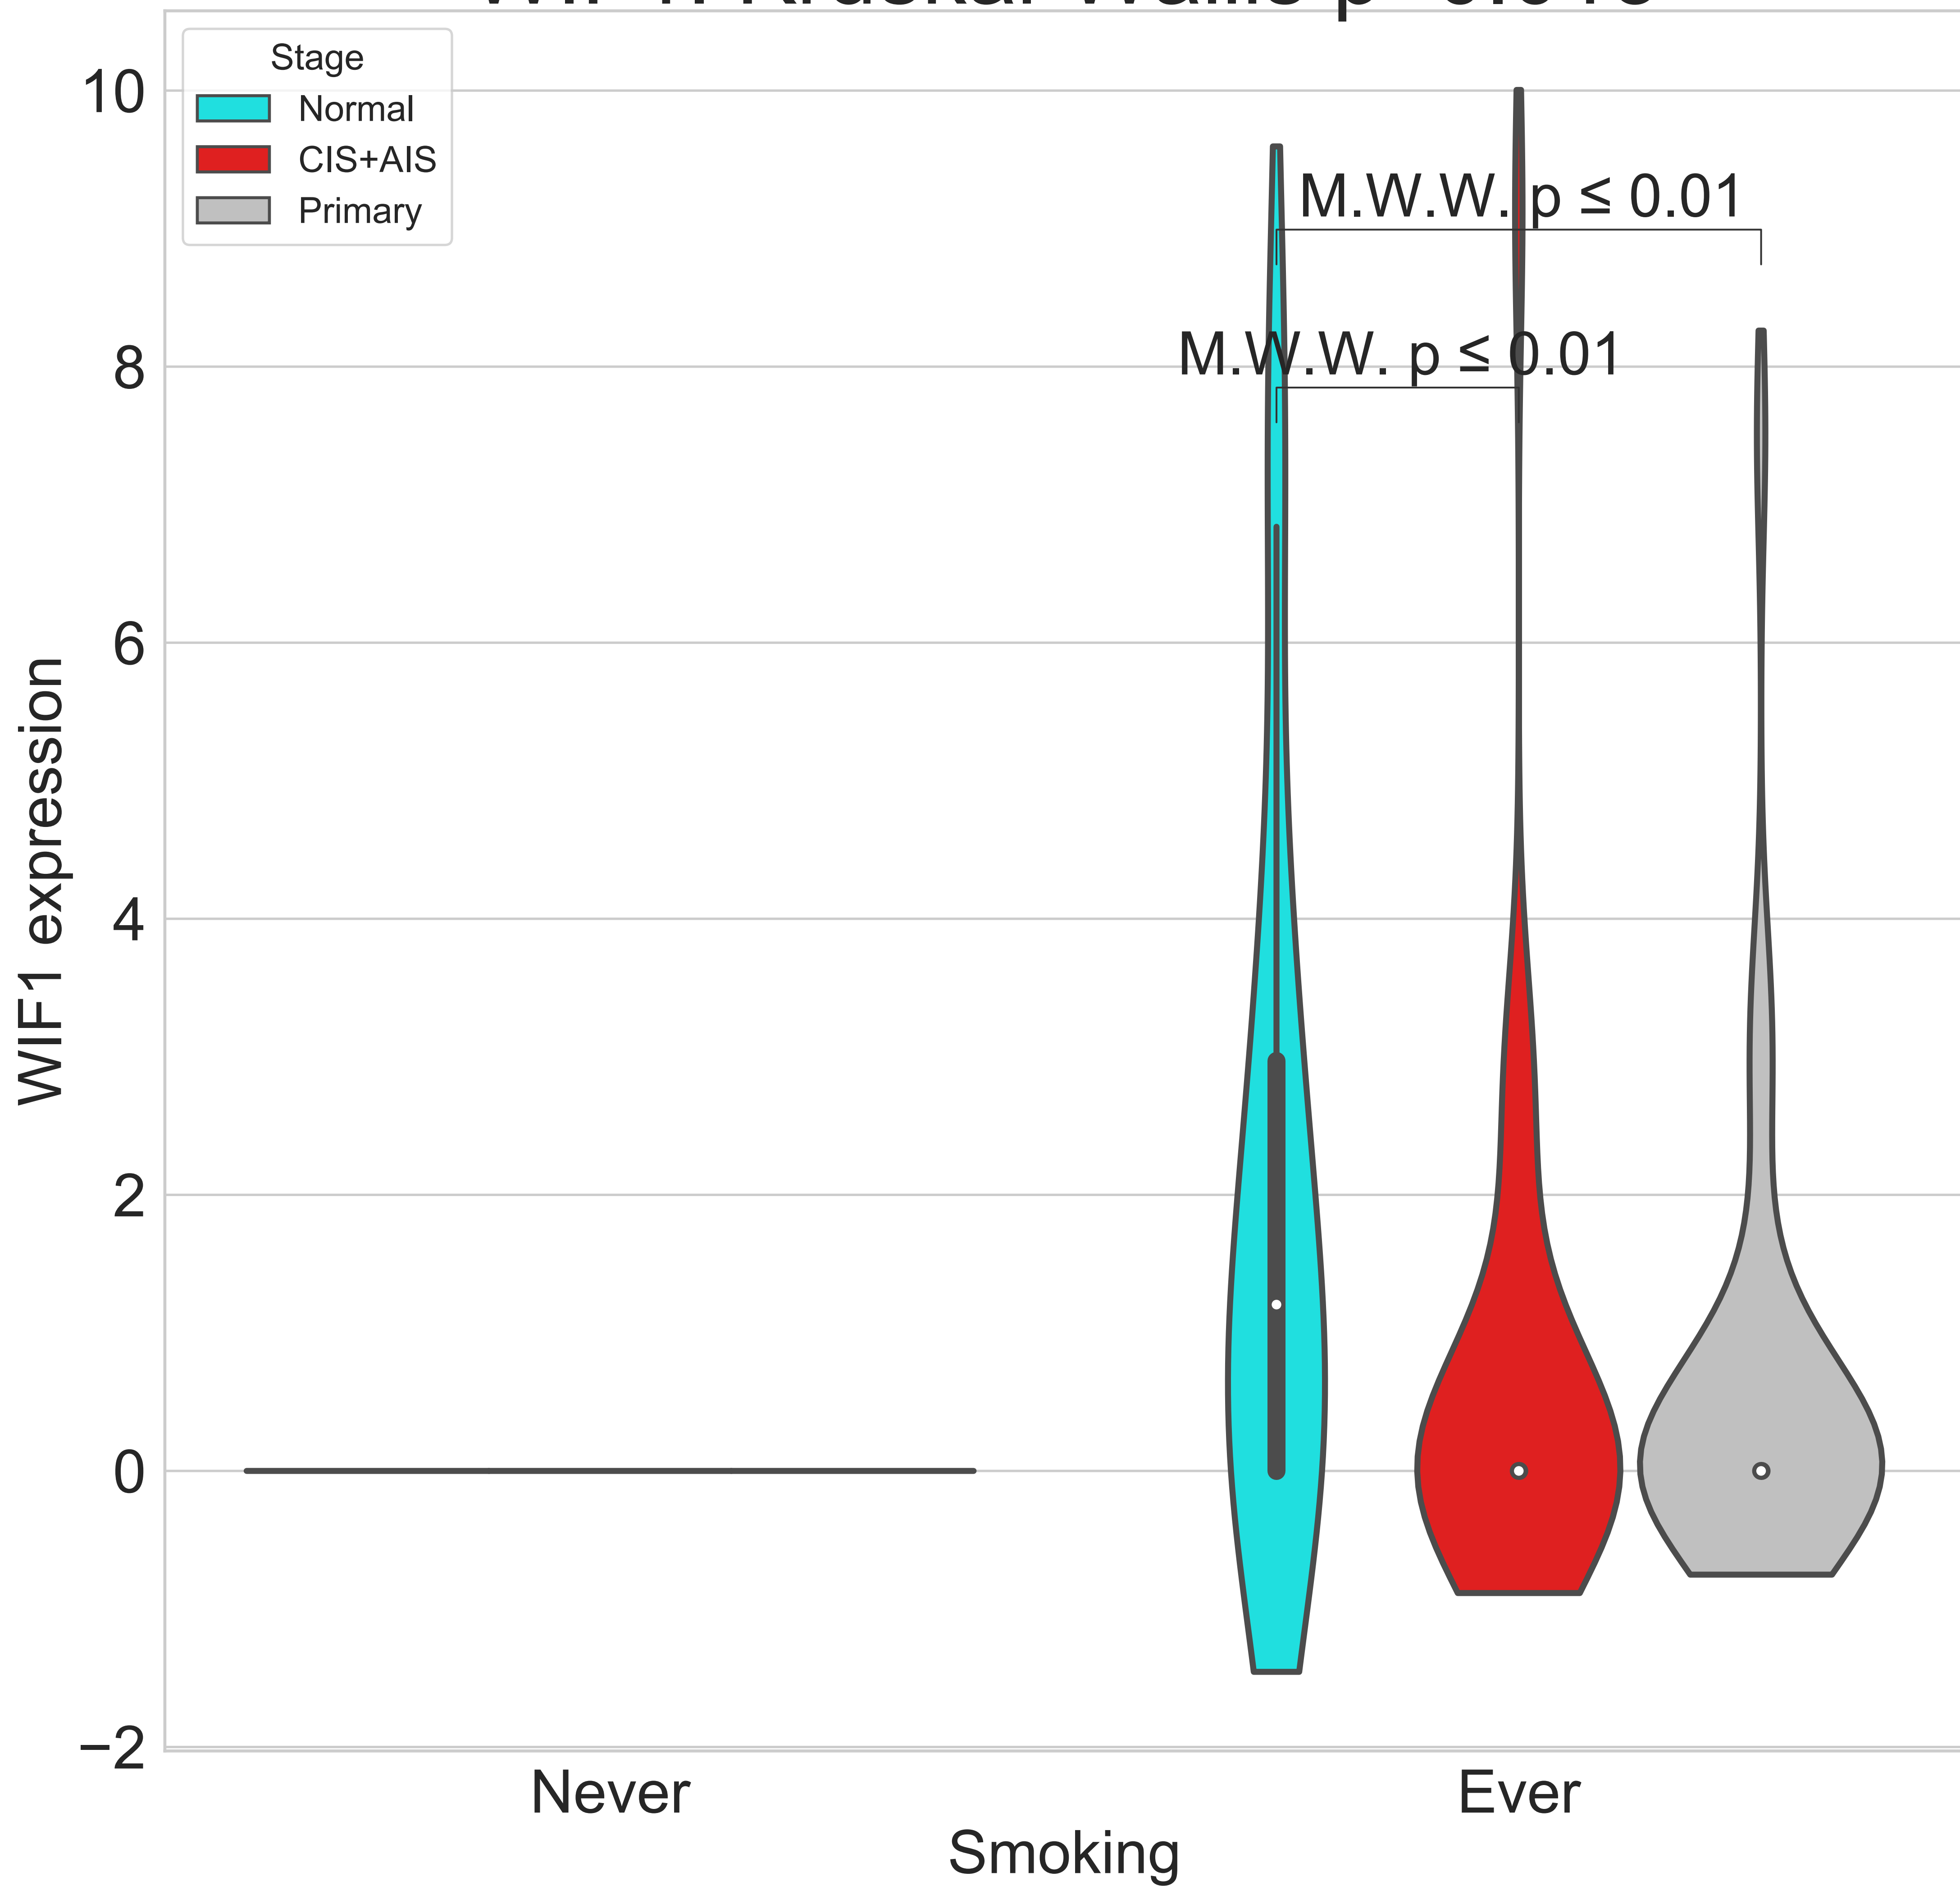 Stage
Normal
CIS+AIS
Primary
M.W.W. p ≤ 0.01
M.W.W. p ≤ 0.01
10
8
6
4
2
0
−2
WIF1 expression
Never
Ever
Smoking